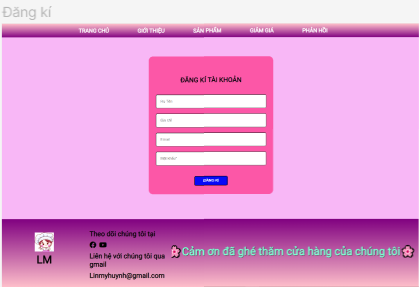 Đăng kí
TRANG CHỦ GIỚI THIỆU SẢN PHẨM GIẢM GIÁ PHẢN HỒI
ĐĂNG KÍ TÀI KHOẢN
Họ Tên
Địa chỉ
Email
Mật khẩu*
ĐĂNG KÍ
Theo dõi chúng tôi tại
LM
Liên hệ với chúng tôi qua
gmail
Linmyhuynh@gmail.com
Cảm ơn đã ghé thăm cửa hàng của chúng tôi